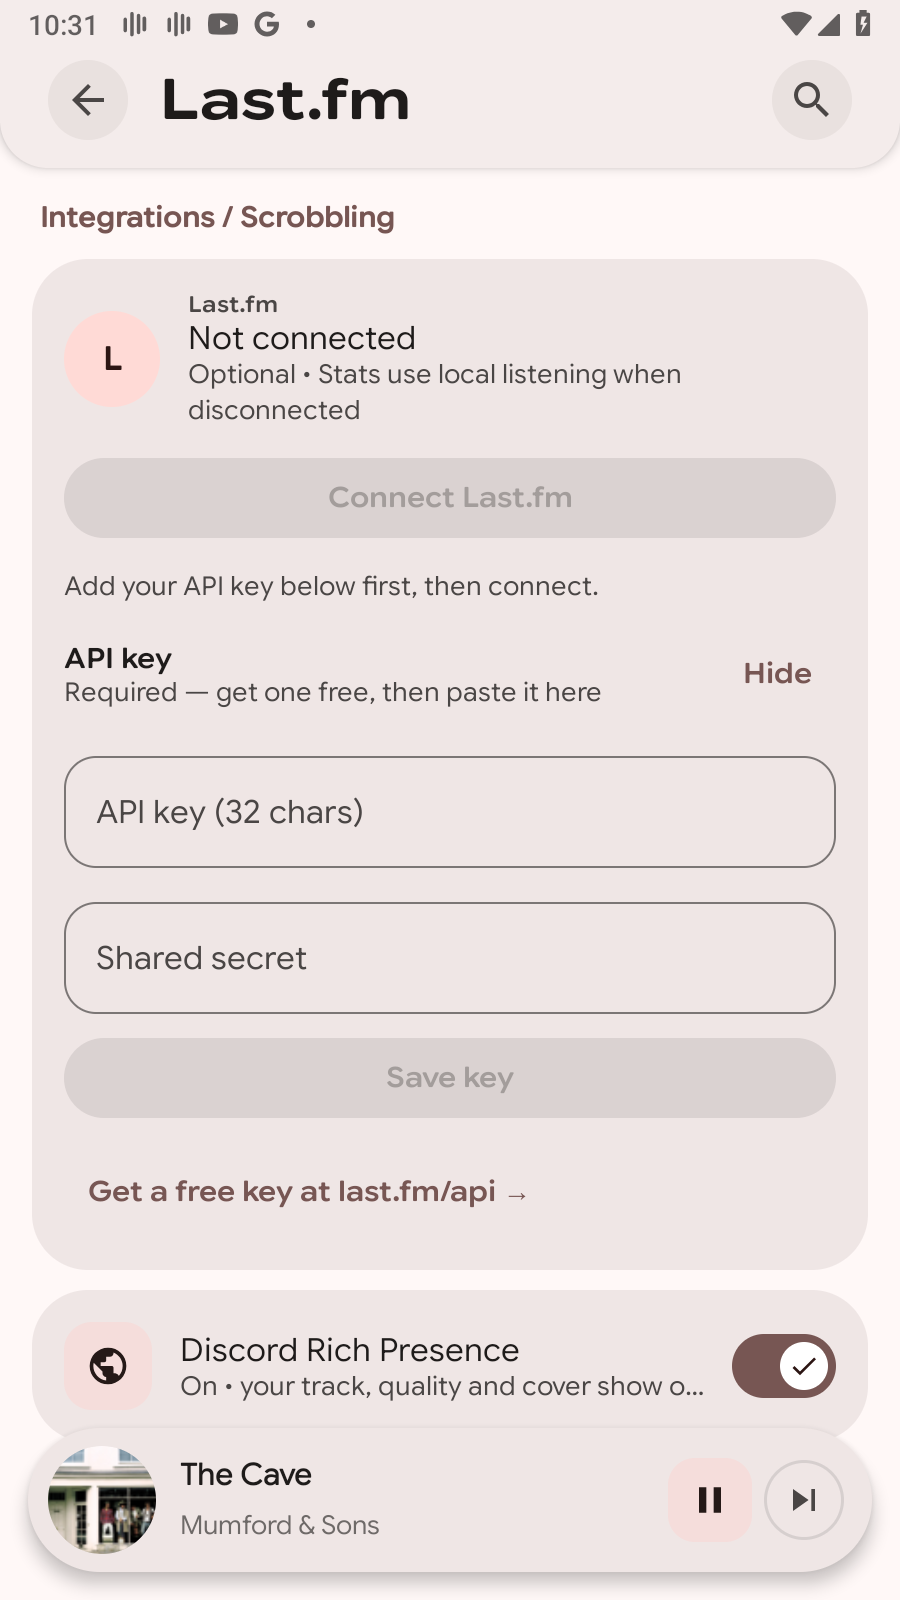 10:31
Last.fm
Integrations / Scrobbling
L
Last.fm
Not connected
Optional • Stats use local listening when
disconnected
Connect Last.fm
Add your API key below first, then connect.
API key
Required — get one free, then paste it here
Hide
API key (32 chars)
Shared secret
Save key
Get a free key at last.fm/api →
Discord Rich Presence
On • your track, quality and cover show o...
The Cave
Mumford & Sons